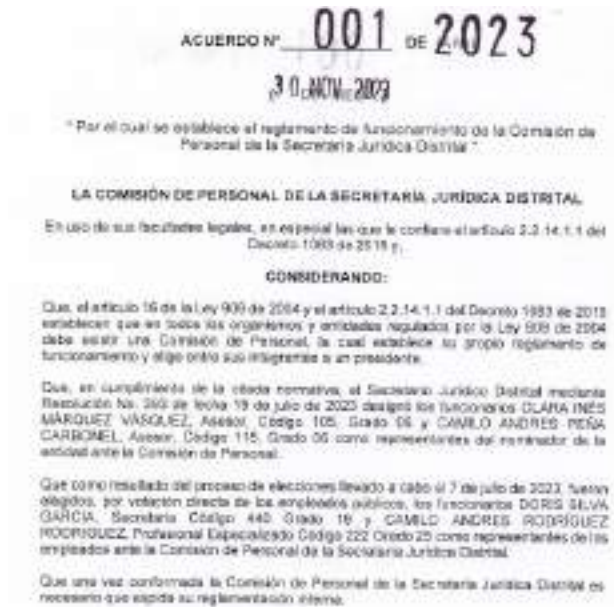 ACUERDO N° 001 DE 2023
30 NOV. 2023
" Por el cual se establece el reglamento de funcionamiento de la Comisión de
Personal de la Secretaría Jurídica Distrital "
LA COMISIÓN DE PERSONAL DE LA SECRETARÍA JURÍDICA DISTRITAL
En uso de sus facultades legales, en especial las que le confiere el artículo 2.2.14.1.1 del
Decreto 1083 de 2015 y,
CONSIDERANDO:
Que, el artículo 16 de la Ley 909 de 2004 y el artículo 2.2.14.1.1 del Decreto 1083 de 2015
establecen que en todos los organismos y entidades regulados por la Ley 909 de 2004
debe existir una Comisión de Personal, la cual establece su propio reglamento de
funcionamiento y elige entre sus integrantes a un presidente.
Que, en cumplimiento de la citada normativa, el Secretario Jurídico Distrital mediante
Resolución No. de fecha 19 de julio de 2023 designó los funcionarios CLARA INÉS
MÁRQUEZ VÁSQUEZ, Asesor, Código 105, Grado 06 y CAMILO ANDRÉS PEÑA
CARBONEL, Asesor, Código 115, Grado 06 como representantes del nominador de la
entidad ante la Comisión de Personal.
Que como resultado del proceso de elecciones llevado a cabo el 7 de julio de 2023, fueron
elegidos, por votación directa de los empleados públicos, los funcionarios DORIS SILVA
GARCÍA, Secretaria Código 440 Grado 19 y CAMILO ANDRES RODRÍGUEZ
RODRÍGUEZ, Profesional Especializado Código 222 Grado 25 como representantes de los
empleados ante la Comisión de Personal de la Secretaría Jurídica Distrital.
Que una vez conformada la Comisión de Personal de la Secretaría Jurídica Distrital es
necesario que expida su reglamentación interna.